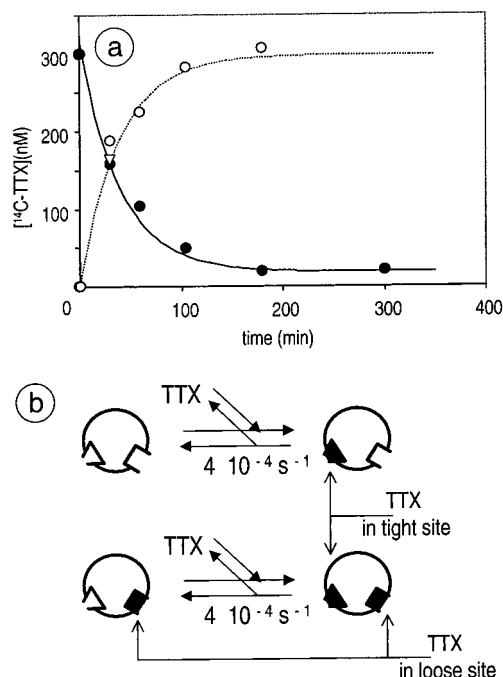 a
[¹⁴C-TTX](nM)
300
200
100
0
0
100
200
300
400
time (min)
b
TTX
4 10⁻⁴ s⁻¹
TTX
in tight site
TTX
4 10⁻⁴ s⁻¹
TTX
in loose site